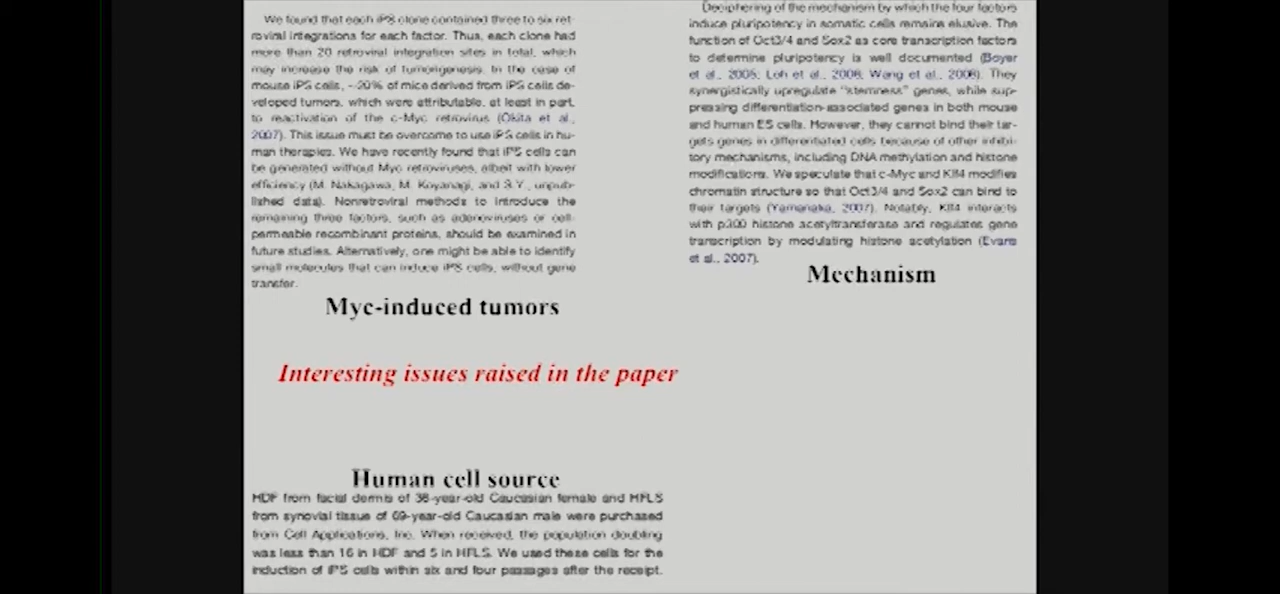 We found that each iPS clone contained three to six ret-
roviral integrations for each factor. Thus, each clone had
more than 20 retroviral integration sites in total, which
may increase the risk of tumorigenesis. In the case of
mouse iPS cells, ~20% of mice derived from iPS cells de-
veloped tumors, which were attributable, at least in part,
to reactivation of the c-Myc retrovirus (Okita et al.,
2007). This issue must be overcome to use iPS cells in hu-
man therapies. We have recently found that iPS cells can
be generated without Myc retroviruses, albeit with lower
efficiency (M. Nakagawa, M. Koyanagi, and S.Y., unpub-
lished data). Nonretroviral methods to introduce the
remaining three factors, such as adenoviruses or cell-
permeable recombinant proteins, should be examined in
future studies. Alternatively, one might be able to identify
small molecules that can induce iPS cells, without gene
transfer.
Myc-induced tumors
Deciphering of the mechanism by which the four factors
induce pluripotency in somatic cells remains elusive. The
function of Oct3/4 and Sox2 as core transcription factors
to determine pluripotency is well documented (Boyer
et al., 2005; Loh et al., 2006; Wang et al., 2006). They
synergistically upregulate "stemness" genes, while sup-
pressing differentiation-associated genes in both mouse
and human ES cells. However, they cannot bind their tar-
gets genes in differentiated cells because of other inhibi-
tory mechanisms, including DNA methylation and histone
modifications. We speculate that c-Myc and Klf4 modifies
chromatin structure so that Oct3/4 and Sox2 can bind to
their targets (Yamanaka, 2007). Notably, Klf4 interacts
with p300 histone acetyltransferase and regulates gene
transcription by modulating histone acetylation (Evans
et al., 2007).
Mechanism
Interesting issues raised in the paper
Human cell source
HDF from facial dermis of 36-year-old Caucasian female and HFLS
from synovial tissue of 69-year-old Caucasian male were purchased
from Cell Applications, Inc. When received, the population doubling
was less than 16 in HDF and 5 in HFLS. We used these cells for the
induction of iPS cells within six and four passages after the receipt.